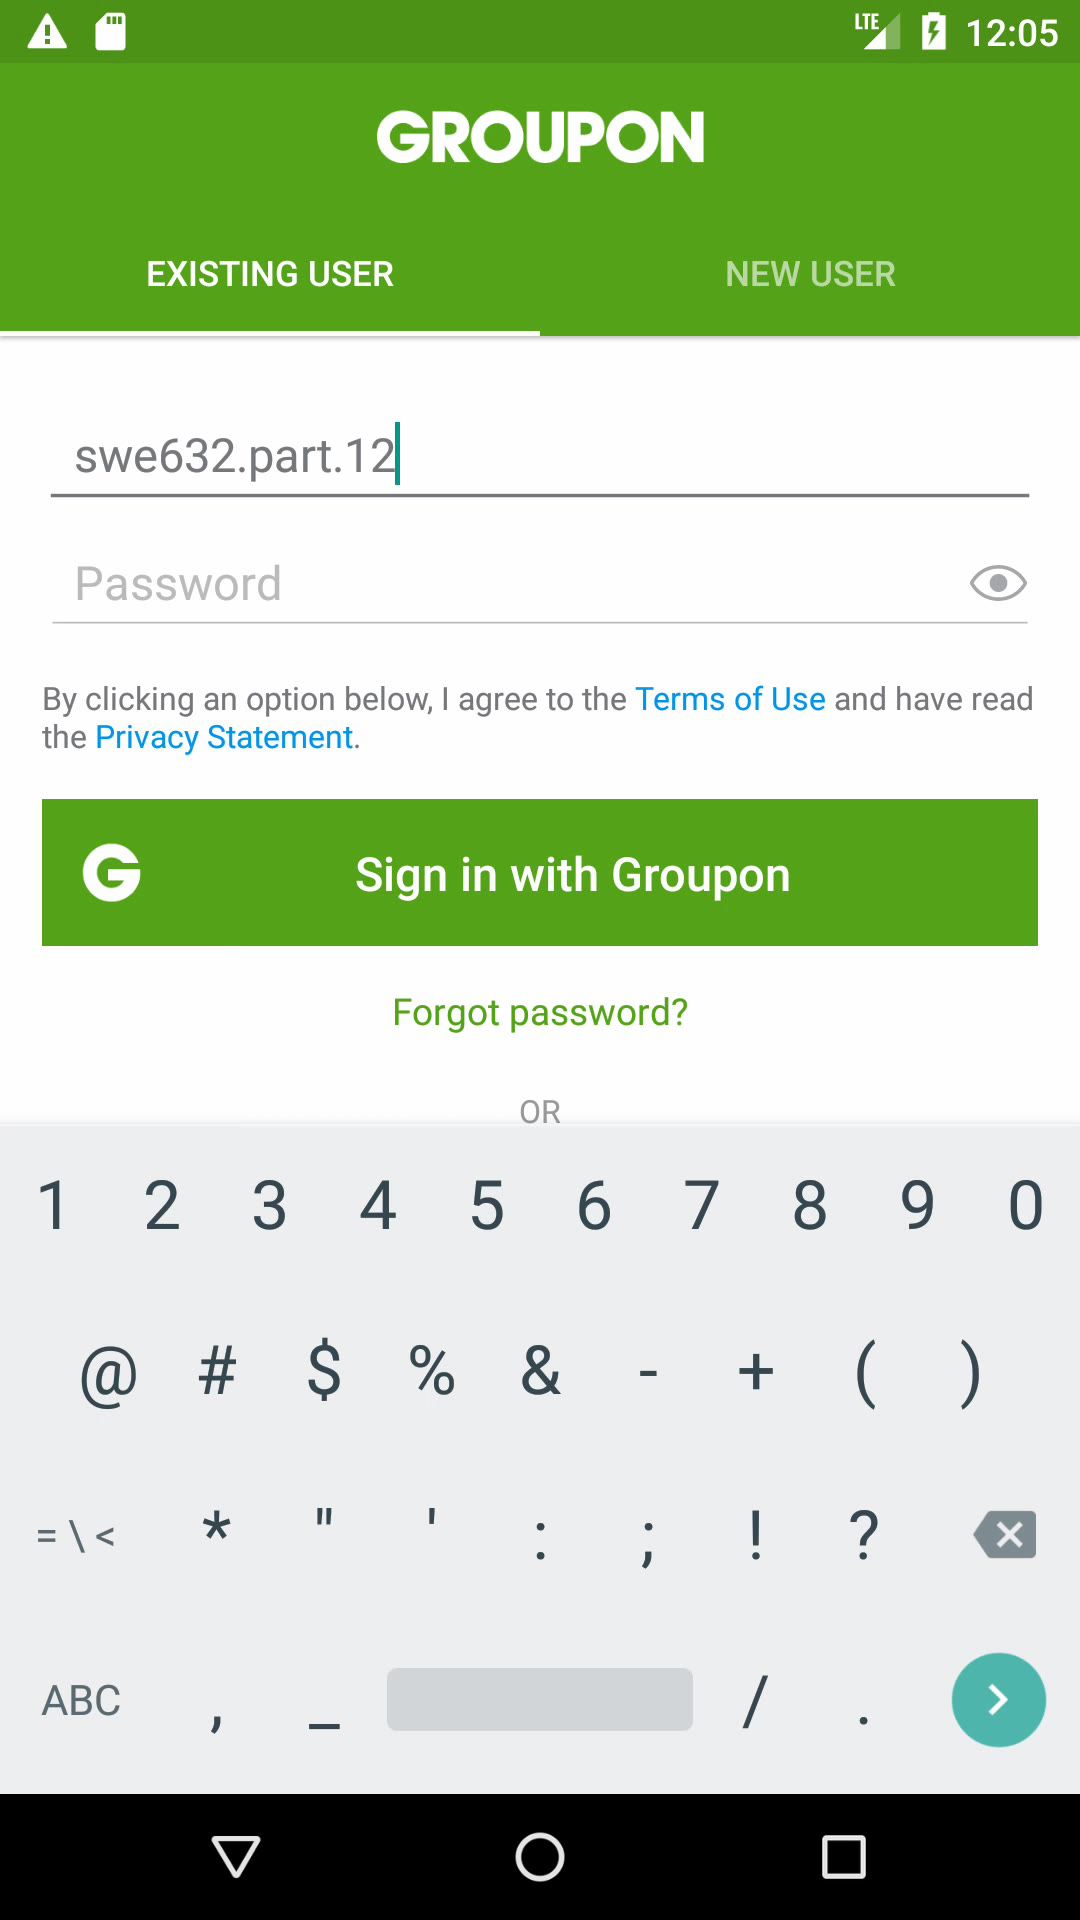 LTE 12:05
GROUPON
EXISTING USER NEW USER
swe632.part.12
Password
By clicking an option below, I agree to the Terms of Use and have read
the Privacy Statement.
G Sign in with Groupon
Forgot password?
OR
1 2 3 4 5 6 7 8 9 0
@ # $ % & - + ( )
= \ < * " ' : ; ! ?
ABC , _ / .